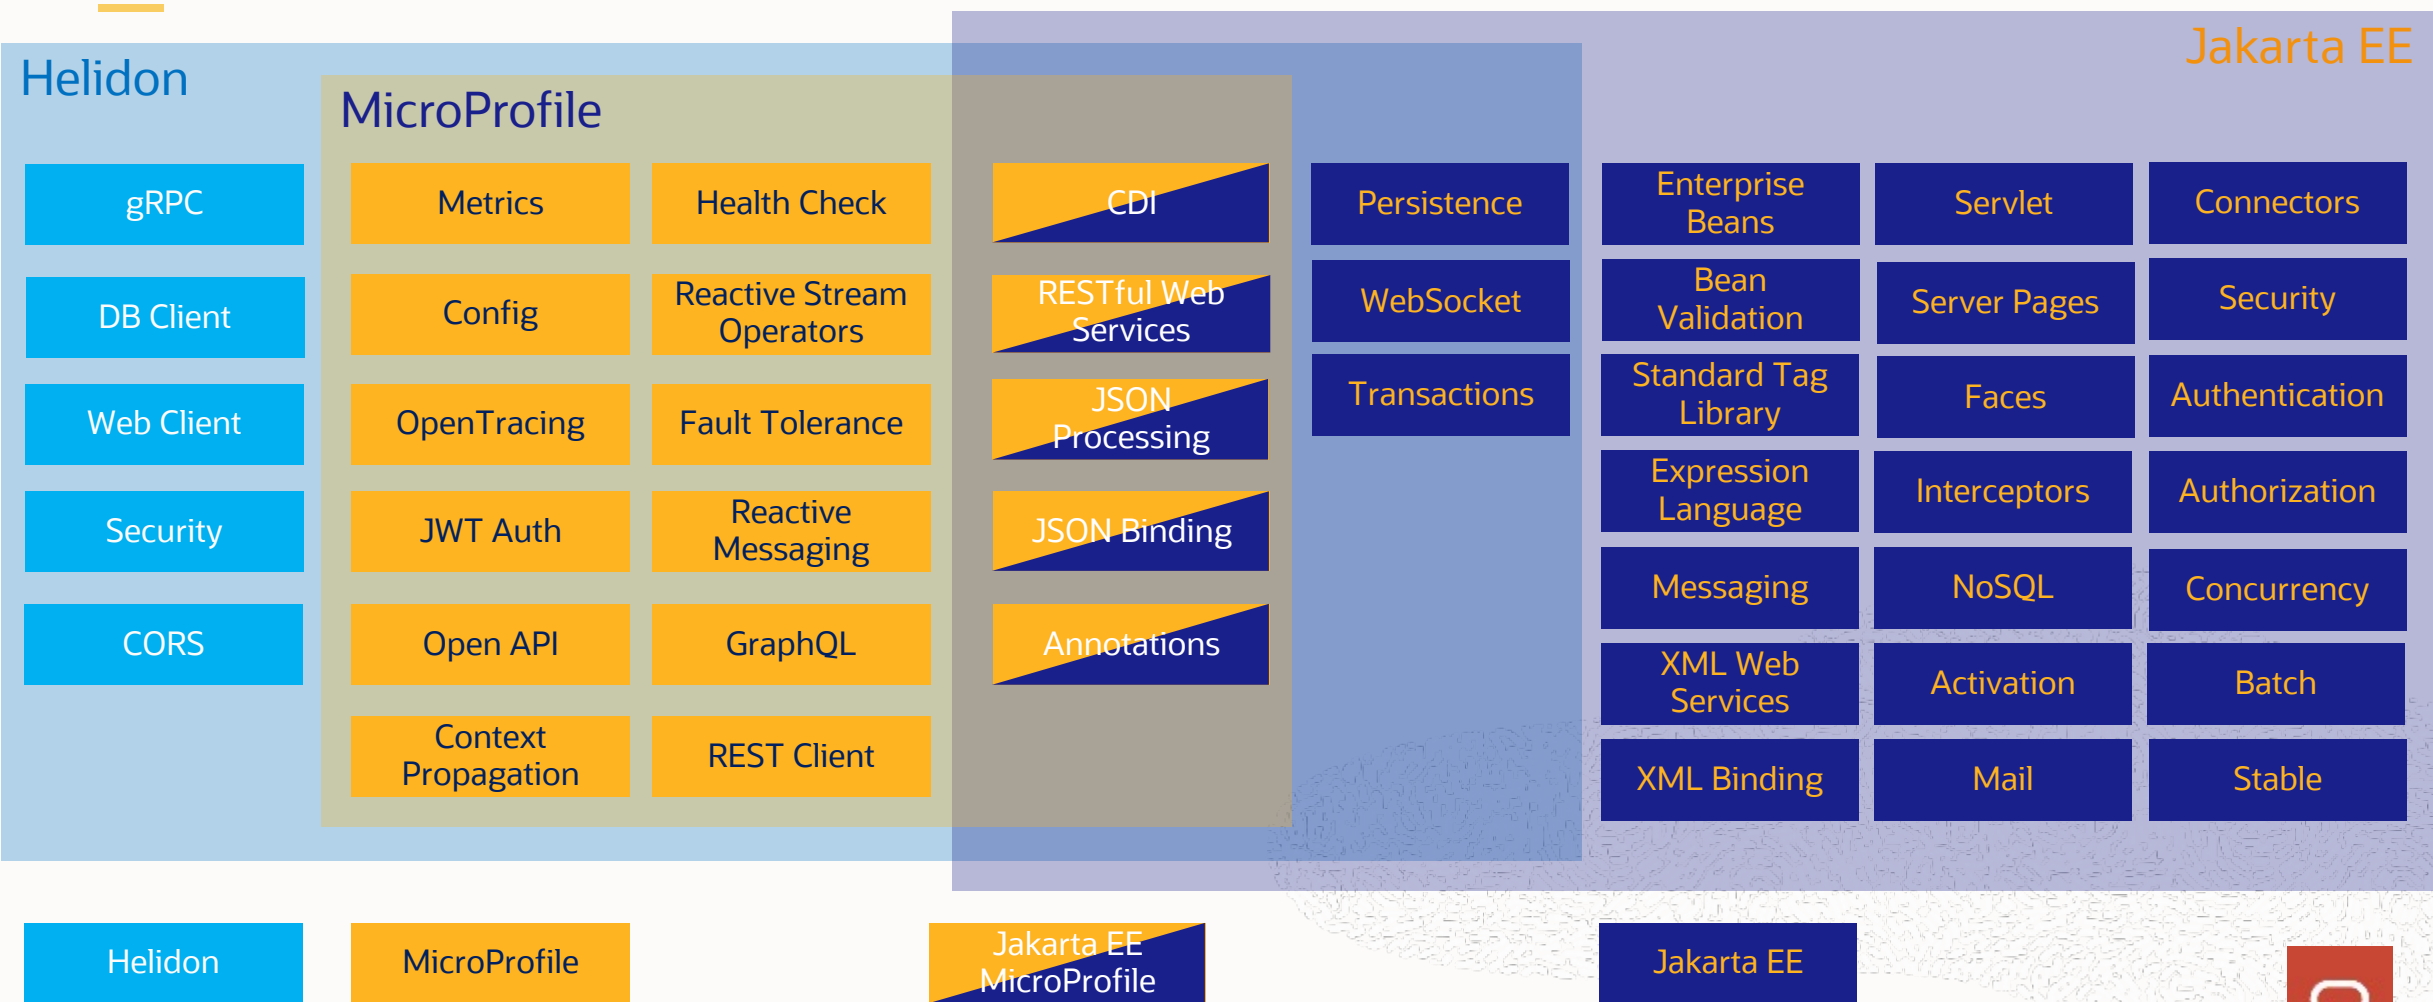 Jakarta EE
Helidon
MicroProfile
gRPC
DB Client
Web Client
Security
CORS
Metrics
Config
OpenTracing
JWT Auth
Open API
Context
Propagation
Health Check
Reactive Stream
Operators
Fault Tolerance
Reactive
Messaging
GraphQL
REST Client
CDI
RESTful Web
Services
JSON
Processing
JSON Binding
Annotations
Persistence
WebSocket
Transactions
Enterprise
Beans
Bean
Validation
Standard Tag
Library
Expression
Language
Messaging
XML Web
Services
XML Binding
Servlet
Server Pages
Faces
Interceptors
NoSQL
Activation
Mail
Connectors
Security
Authentication
Authorization
Concurrency
Batch
Stable
Helidon
MicroProfile
Jakarta EE
MicroProfile
Jakarta EE